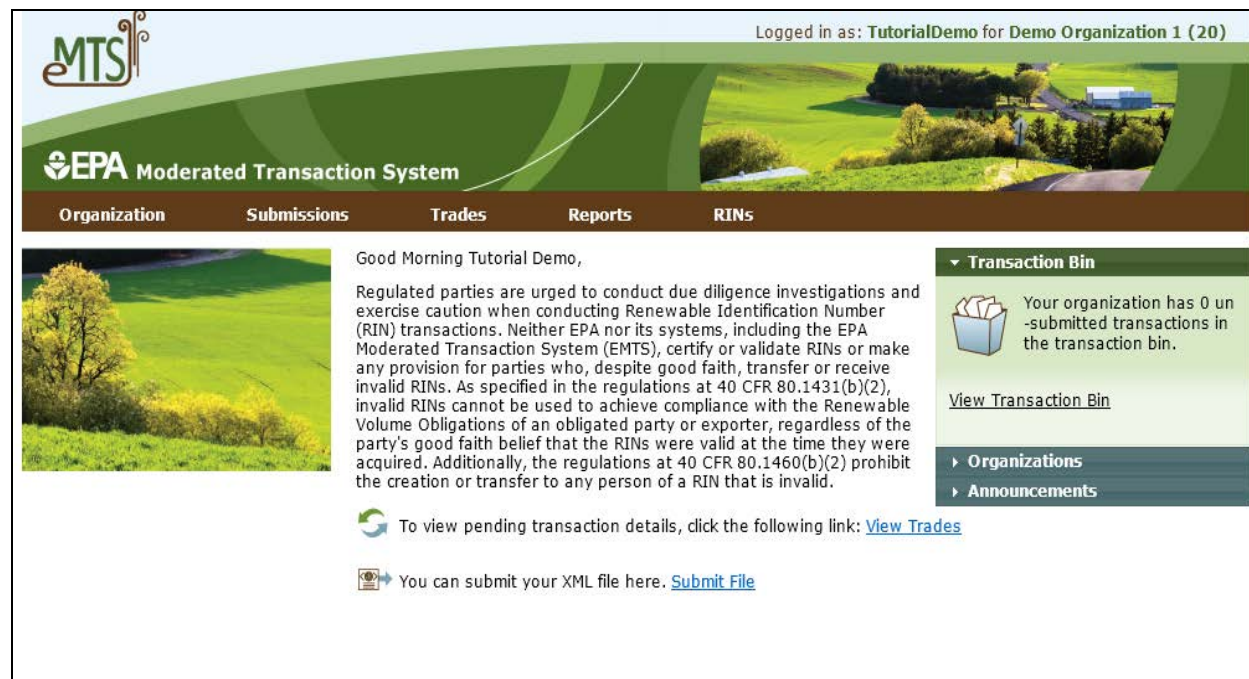 eMTS
Logged in as: TutorialDemo for Demo Organization 1 (20)
EPA Moderated Transaction System
Organization Submissions Trades Reports RINs
Good Morning Tutorial Demo,
Regulated parties are urged to conduct due diligence investigations and
exercise caution when conducting Renewable Identification Number
(RIN) transactions. Neither EPA nor its systems, including the EPA
Moderated Transaction System (EMTS), certify or validate RINs or make
any provision for parties who, despite good faith, transfer or receive
invalid RINs. As specified in the regulations at 40 CFR 80.1431(b)(2),
invalid RINs cannot be used to achieve compliance with the Renewable
Volume Obligations of an obligated party or exporter, regardless of the
party's good faith belief that the RINs were valid at the time they were
acquired. Additionally, the regulations at 40 CFR 80.1460(b)(2) prohibit
the creation or transfer to any person of a RIN that is invalid.
To view pending transaction details, click the following link: View Trades
You can submit your XML file here. Submit File
Transaction Bin
Your organization has 0 un
-submitted transactions in
the transaction bin.
View Transaction Bin
Organizations
Announcements